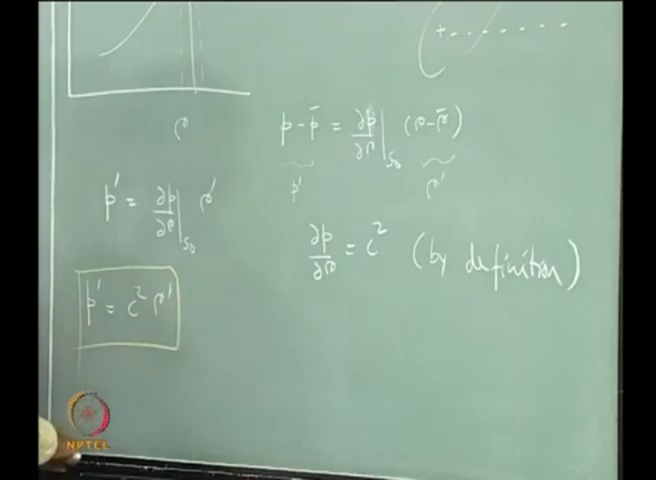 ρ
p - p̄ = ∂p/∂ρ |s₀ (ρ - ρ̄)
p' ρ'
p' = ∂p/∂ρ |s₀ ρ'
∂p/∂ρ = c² (by definition)
p' = c² ρ'
NPTEL